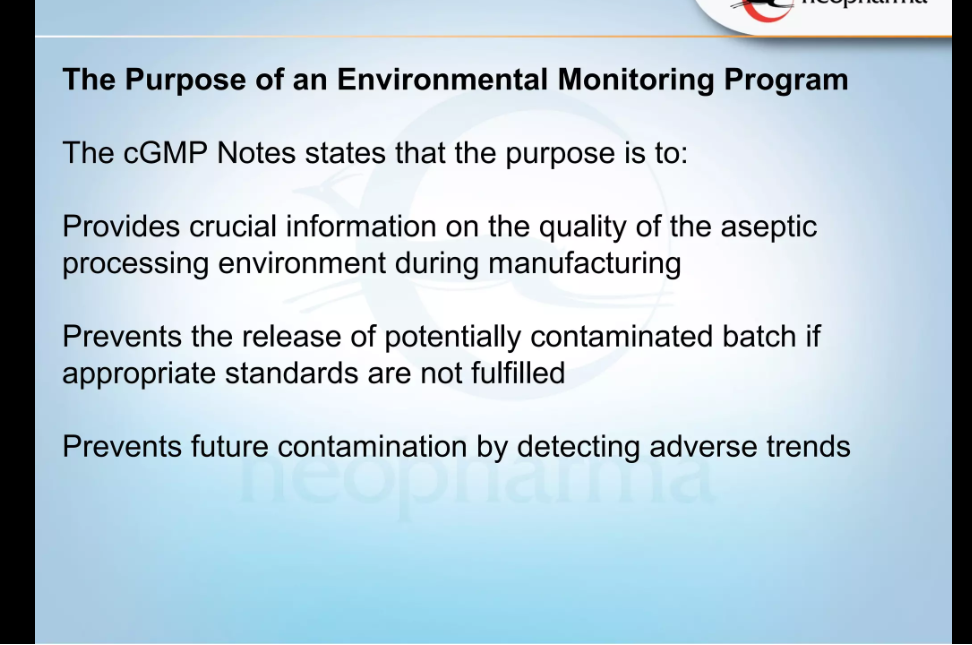 neopharma
The Purpose of an Environmental Monitoring Program
The cGMP Notes states that the purpose is to:
Provides crucial information on the quality of the aseptic
processing environment during manufacturing
Prevents the release of potentially contaminated batch if
appropriate standards are not fulfilled
Prevents future contamination by detecting adverse trends
neopharma